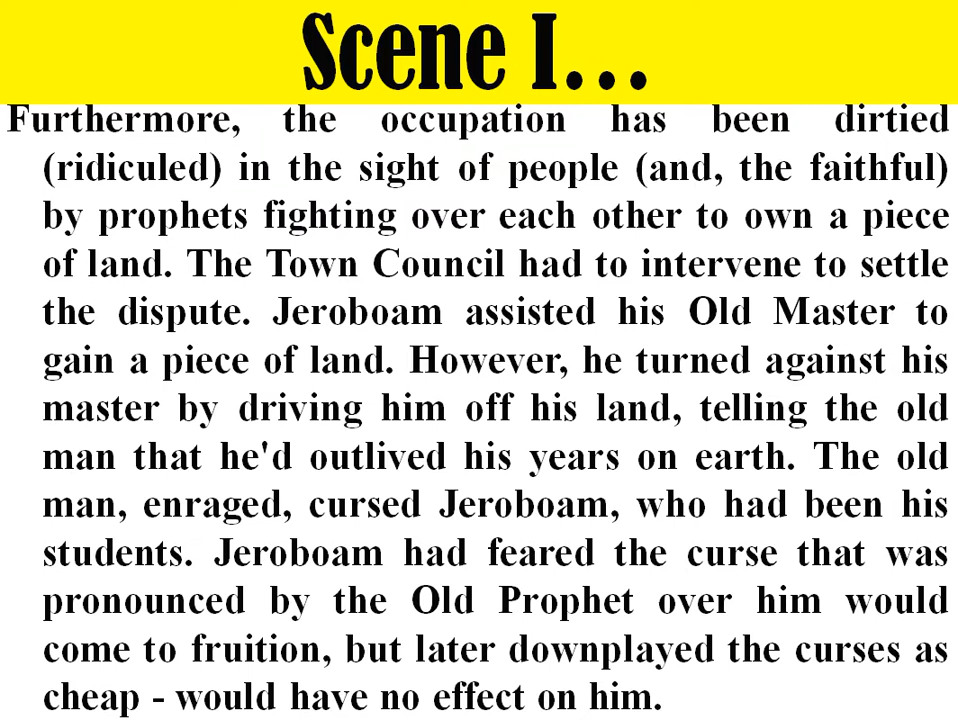 Scene I...
Furthermore, the occupation has been dirtied
(ridiculed) in the sight of people (and, the faithful)
by prophets fighting over each other to own a piece
of land. The Town Council had to intervene to settle
the dispute. Jeroboam assisted his Old Master to
gain a piece of land. However, he turned against his
master by driving him off his land, telling the old
man that he'd outlived his years on earth. The old
man, enraged, cursed Jeroboam, who had been his
students. Jeroboam had feared the curse that was
pronounced by the Old Prophet over him would
come to fruition, but later downplayed the curses as
cheap - would have no effect on him.